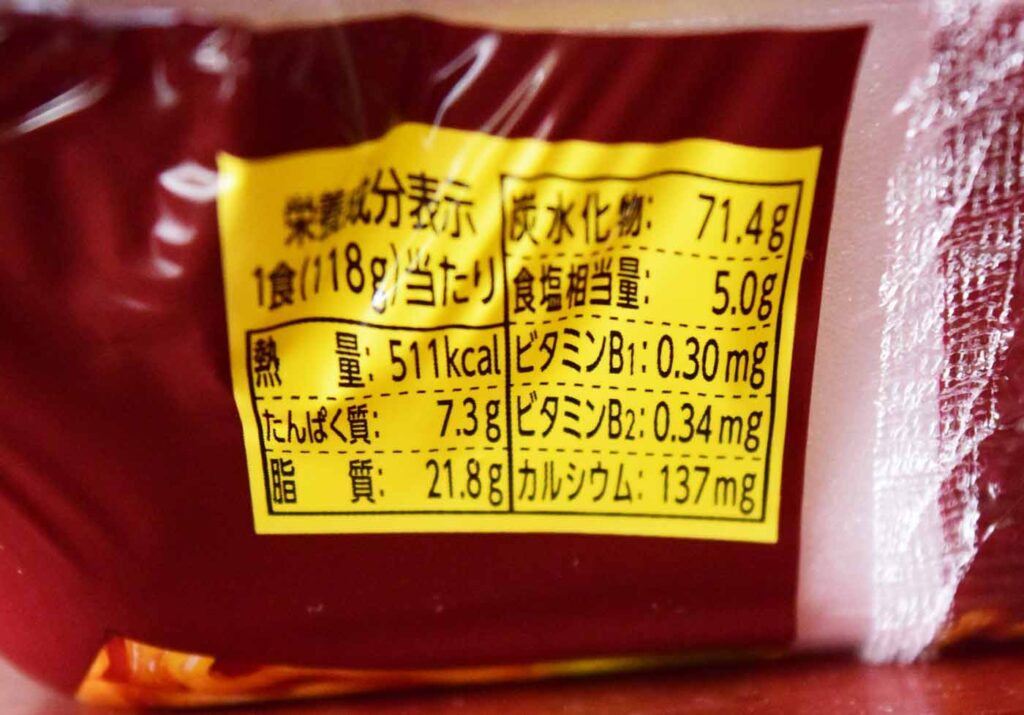 栄養成分表示
1食(118g)当たり
熱量: 511kcal
たんぱく質: 7.3g
脂質: 21.8g
炭水化物: 71.4g
食塩相当量: 5.0g
ビタミンB1: 0.30mg
ビタミンB2: 0.34mg
カルシウム: 137mg